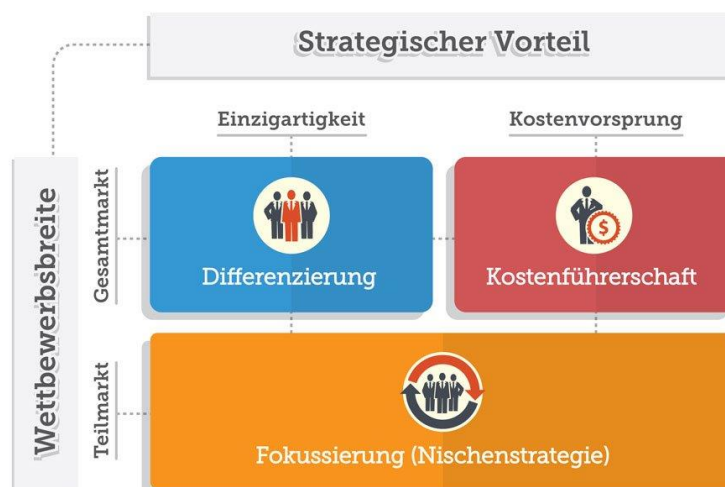 Strategischer Vorteil
Einzigartigkeit
Kostenvorsprung
Wettbewerbsbreite
Gesamtmarkt
Differenzierung
$
Kostenführerschaft
Teilmarkt
Fokussierung (Nischenstrategie)